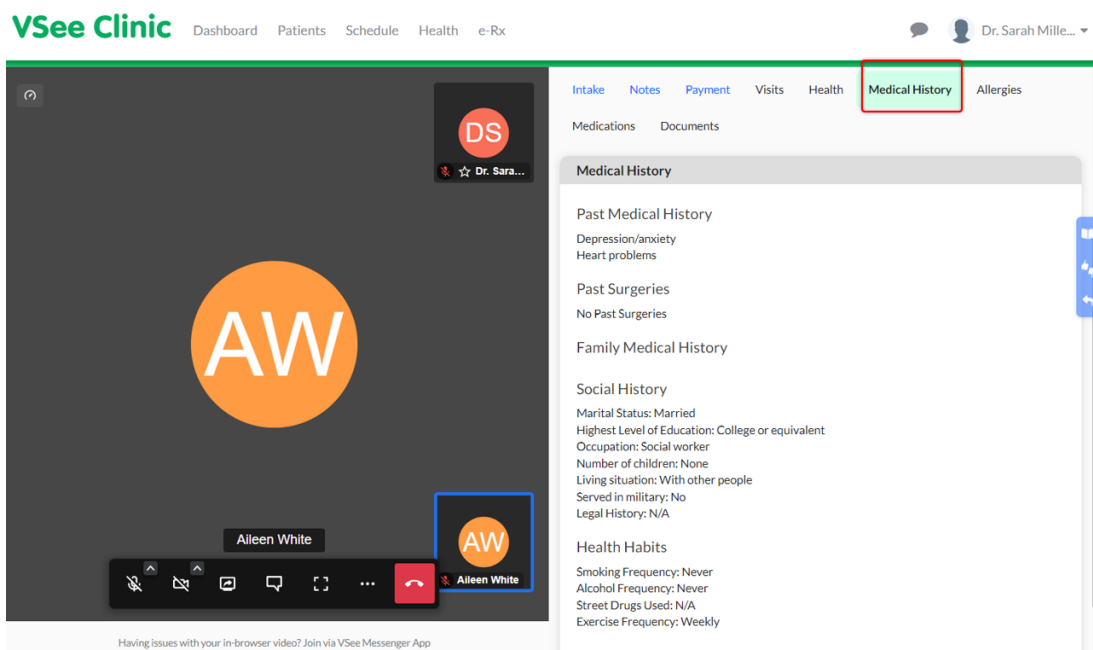 VSee Clinic Dashboard Patients Schedule Health e-Rx Dr. Sarah Mille...
DS
Dr. Sara...
AW
Aileen White
AW
Aileen White
Having issues with your in-browser video? Join via VSee Messenger App
Intake Notes Payment Visits Health Medical History Allergies
Medications Documents
Medical History
Past Medical History
Depression/anxiety
Heart problems
Past Surgeries
No Past Surgeries
Family Medical History
Social History
Marital Status: Married
Highest Level of Education: College or equivalent
Occupation: Social worker
Number of children: None
Living situation: With other people
Served in military: No
Legal History: N/A
Health Habits
Smoking Frequency: Never
Alcohol Frequency: Never
Street Drugs Used: N/A
Exercise Frequency: Weekly